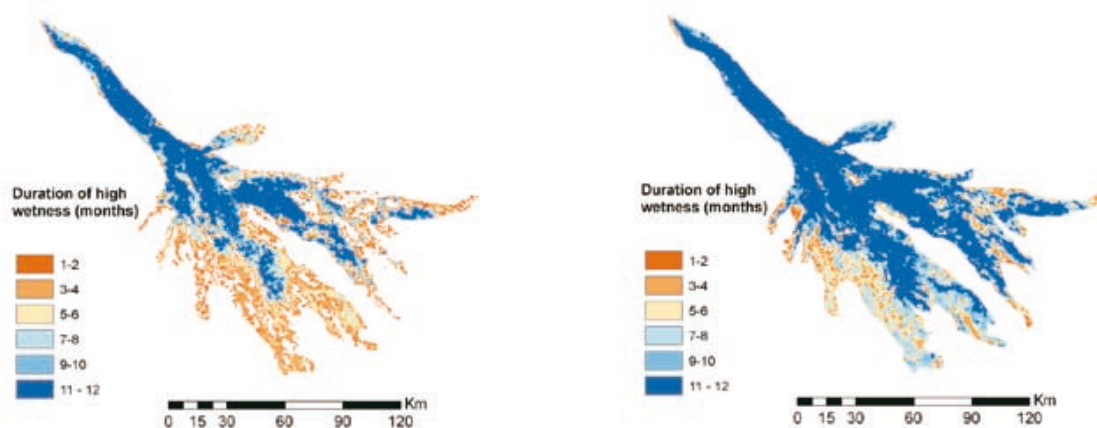 Duration of high
wetness (months)
1-2
3-4
5-6
7-8
9-10
11 - 12
Km
0 15 30 60 90 120
Duration of high
wetness (months)
1-2
3-4
5-6
7-8
9-10
11 - 12
Km
0 15 30 60 90 120